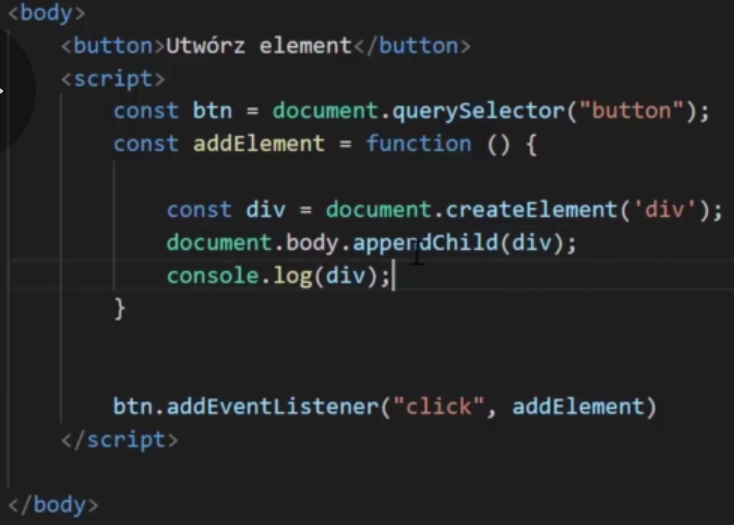 <body>
<button>Utwórz element</button>
<script>
const btn = document.querySelector("button");
const addElement = function () {
const div = document.createElement('div');
document.body.appendChild(div);
console.log(div);
}
btn.addEventListener("click", addElement)
</script>
</body>